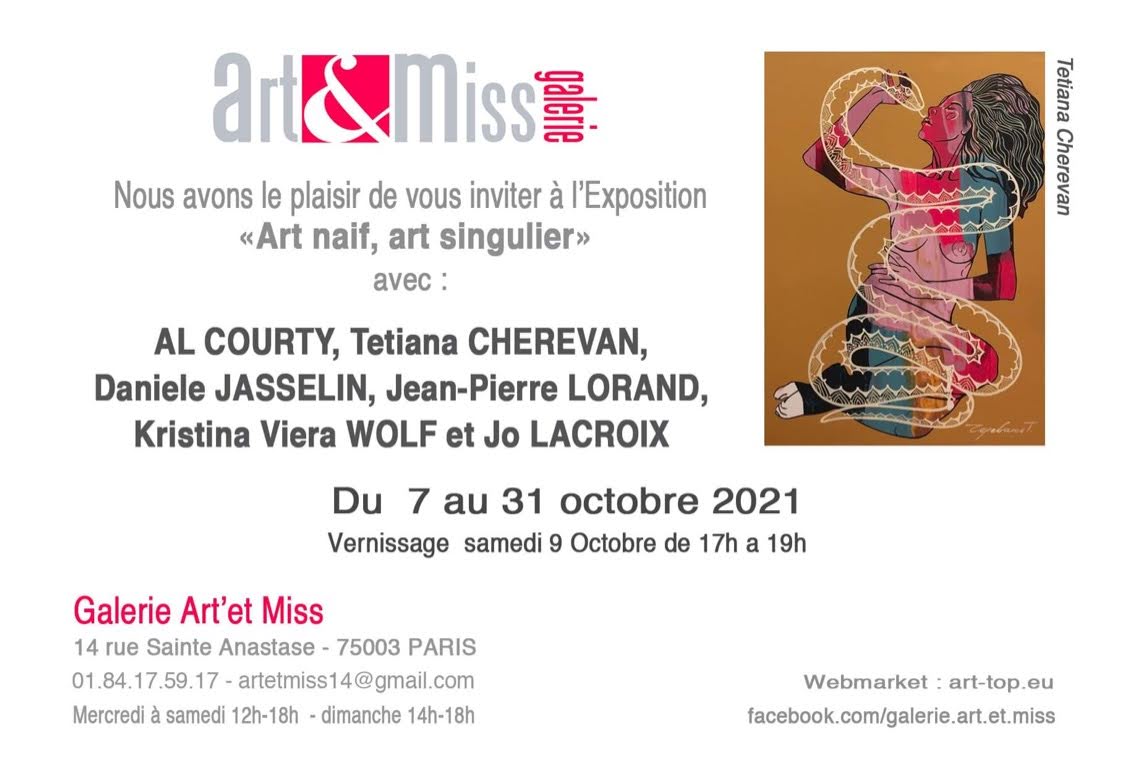 art&Miss galerie
Nous avons le plaisir de vous inviter à l'Exposition
«Art naif, art singulier»
avec :
AL COURTY, Tetiana CHEREVAN,
Daniele JASSELIN, Jean-Pierre LORAND,
Kristina Viera WOLF et Jo LACROIX
Tetiana Cherevan
Du 7 au 31 octobre 2021
Vernissage samedi 9 Octobre de 17h a 19h
Galerie Art'et Miss
14 rue Sainte Anastase - 75003 PARIS
01.84.17.59.17 - artetmiss14@gmail.com
Mercredi à samedi 12h-18h - dimanche 14h-18h
Webmarket : art-top.eu
facebook.com/galerie.art.et.miss